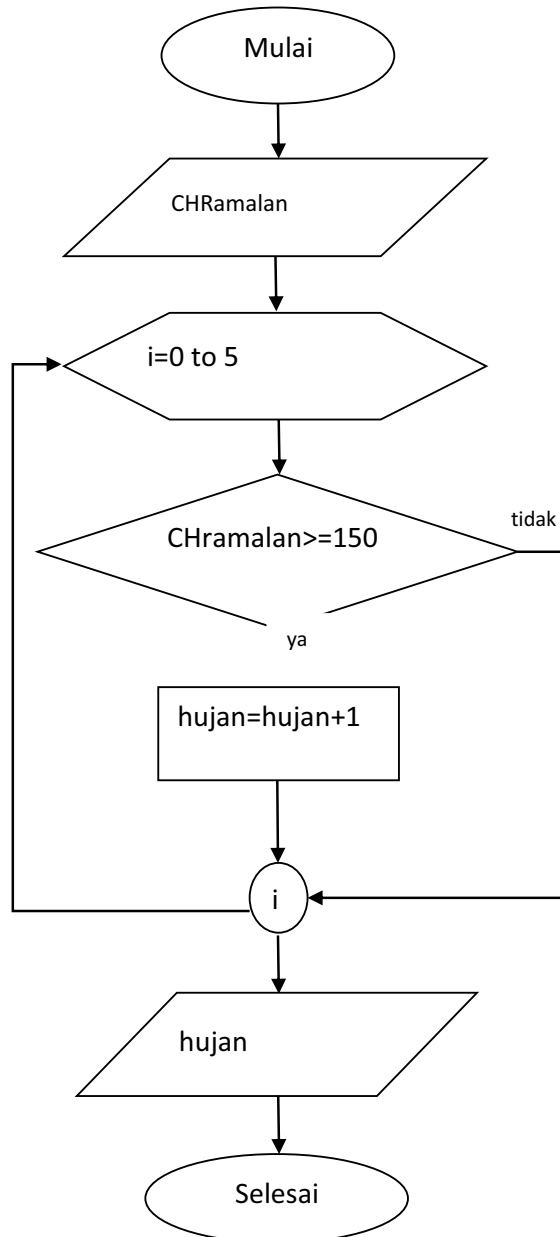 Mulai
CHRamalan
i=0 to 5
CHramalan>=150
tidak
ya
hujan=hujan+1
i
hujan
Selesai